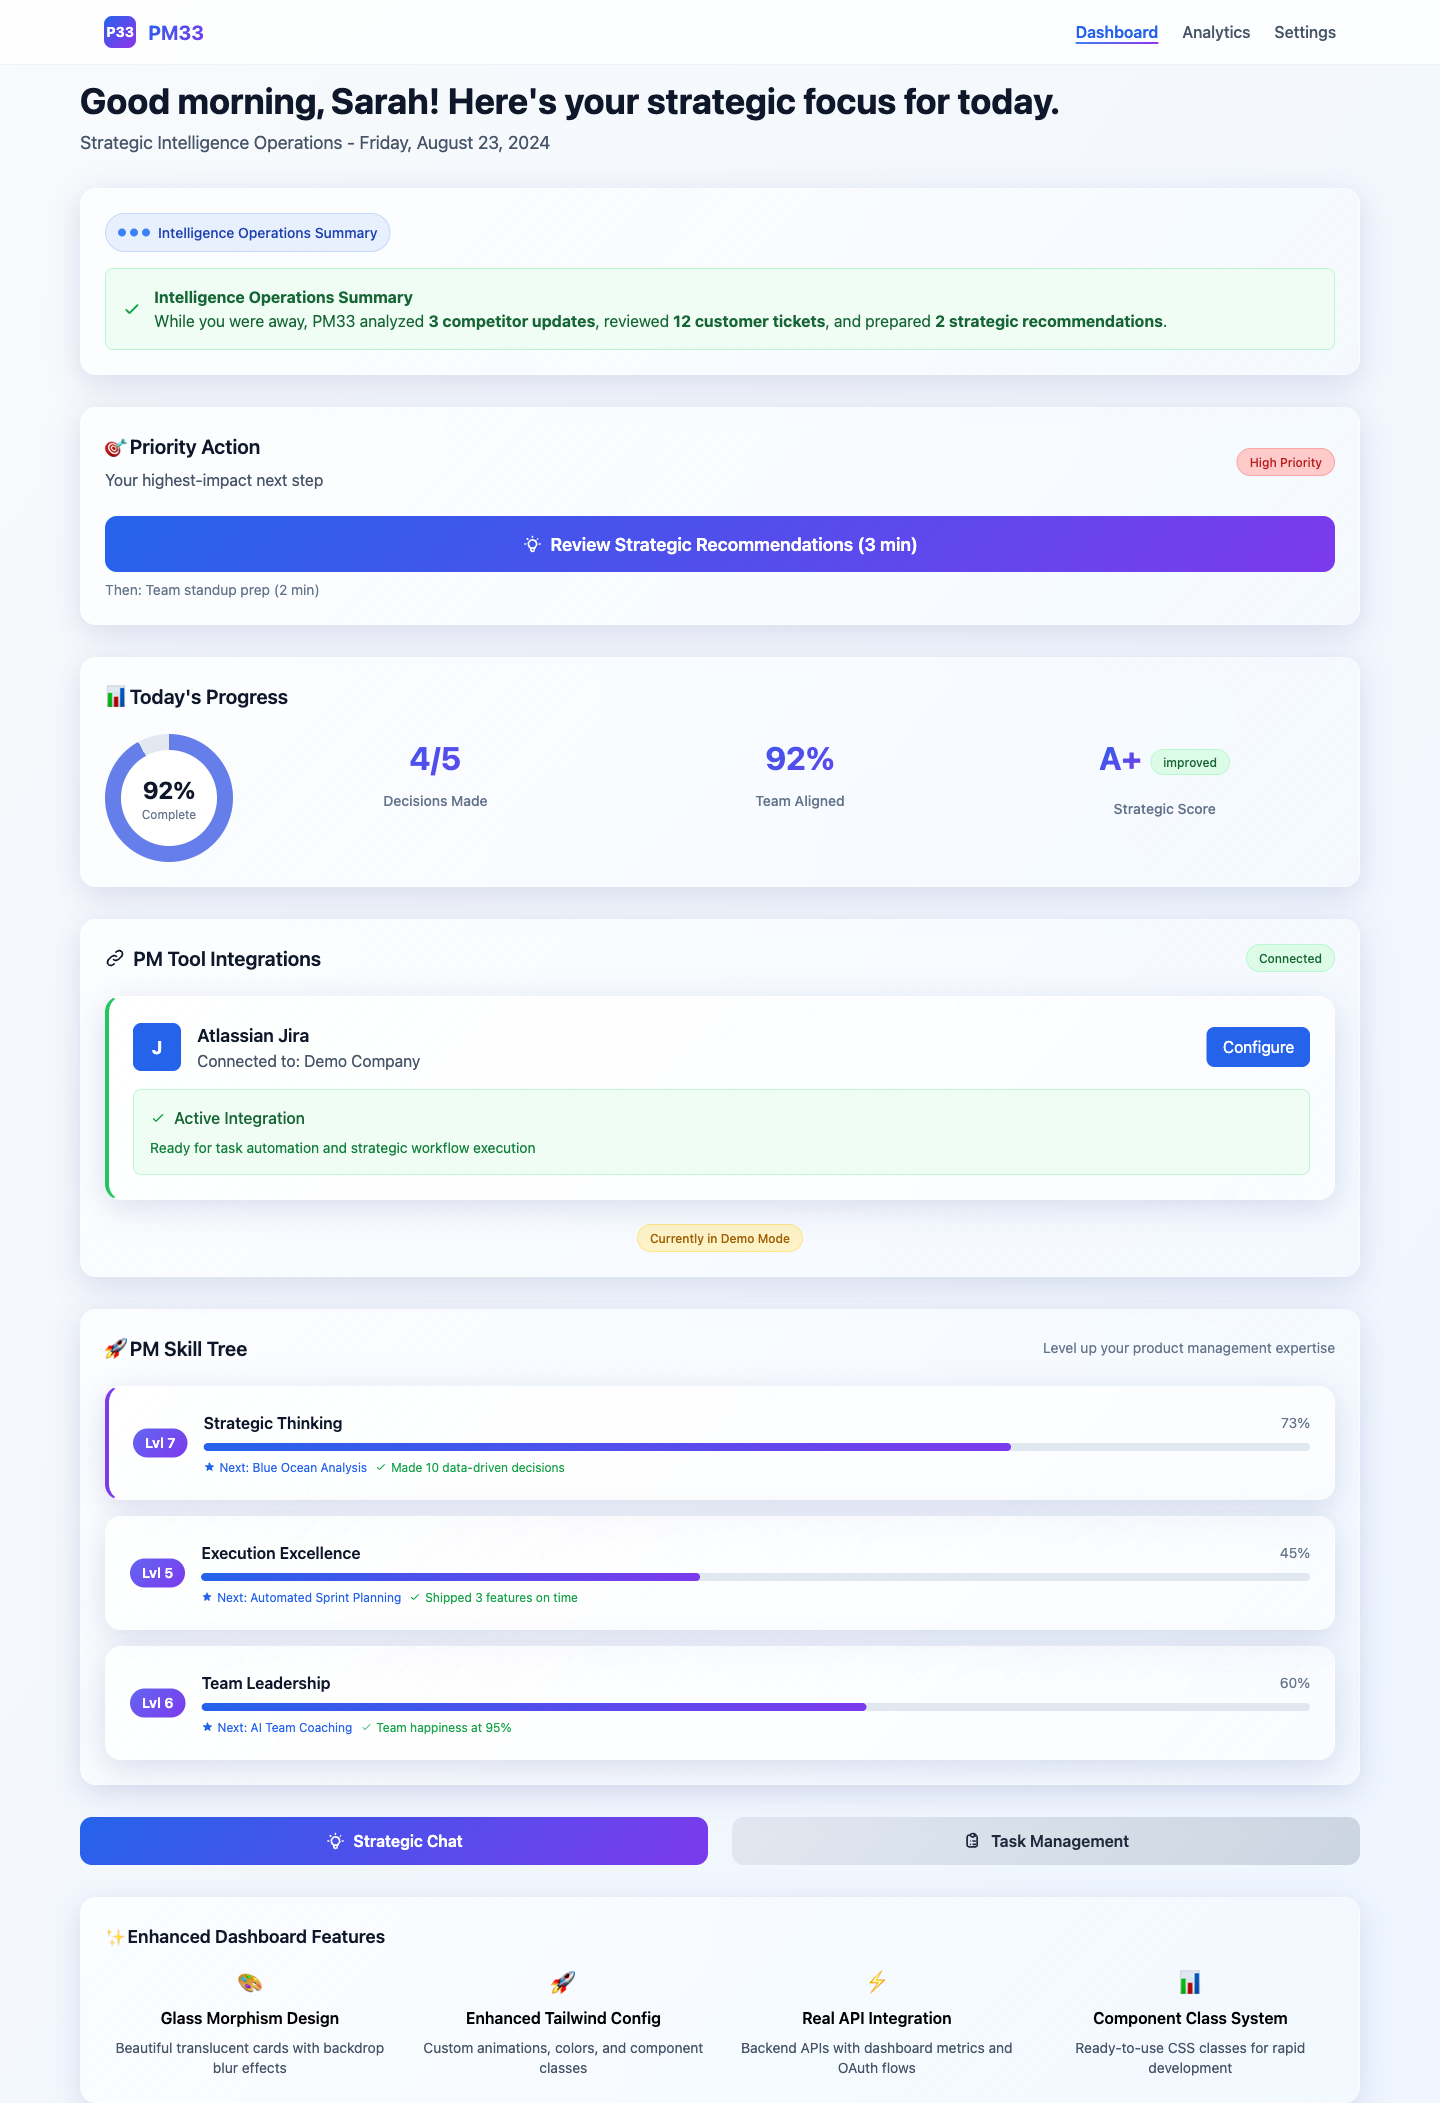 P33 PM33
Dashboard Analytics Settings
Good morning, Sarah! Here's your strategic focus for today.
Strategic Intelligence Operations - Friday, August 23, 2024
Intelligence Operations Summary
Intelligence Operations Summary
While you were away, PM33 analyzed 3 competitor updates, reviewed 12 customer tickets, and prepared 2 strategic recommendations.
Priority Action
Your highest-impact next step
High Priority
Review Strategic Recommendations (3 min)
Then: Team standup prep (2 min)
Today's Progress
92%
Complete
4/5
Decisions Made
92%
Team Aligned
A+ improved
Strategic Score
PM Tool Integrations
Connected
J
Atlassian Jira
Connected to: Demo Company
Configure
Active Integration
Ready for task automation and strategic workflow execution
Currently in Demo Mode
PM Skill Tree
Level up your product management expertise
Lvl 7
Strategic Thinking
73%
Next: Blue Ocean Analysis Made 10 data-driven decisions
Lvl 5
Execution Excellence
45%
Next: Automated Sprint Planning Shipped 3 features on time
Lvl 6
Team Leadership
60%
Next: AI Team Coaching Team happiness at 95%
Strategic Chat
Task Management
Enhanced Dashboard Features
Glass Morphism Design
Beautiful translucent cards with backdrop
blur effects
Enhanced Tailwind Config
Custom animations, colors, and component
classes
Real API Integration
Backend APIs with dashboard metrics and
OAuth flows
Component Class System
Ready-to-use CSS classes for rapid
development